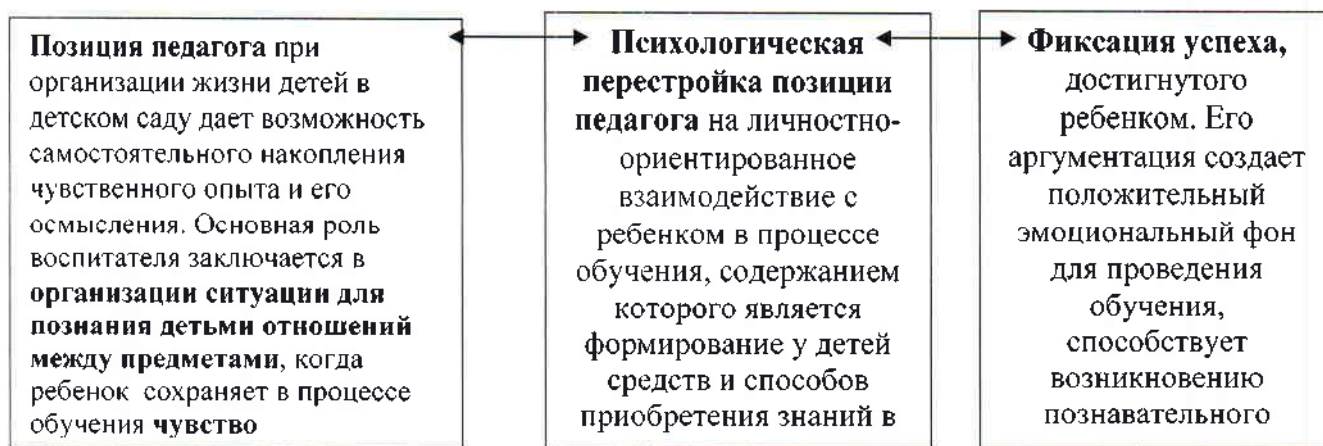 Позиция педагога при
организации жизни детей в
детском саду дает возможность
самостоятельного накопления
чувственного опыта и его
осмысления. Основная роль
воспитателя заключается в
организации ситуации для
познания детьми отношений
между предметами, когда
ребенок сохраняет в процессе
обучения чувство
Психологическая
перестройка позиции
педагога на личностно-
ориентированное
взаимодействие с
ребенком в процессе
обучения, содержанием
которого является
формирование у детей
средств и способов
приобретения знаний в
Фиксация успеха,
достигнутого
ребенком. Его
аргументация создает
положительный
эмоциональный фон
для проведения
обучения,
способствует
возникновению
познавательного